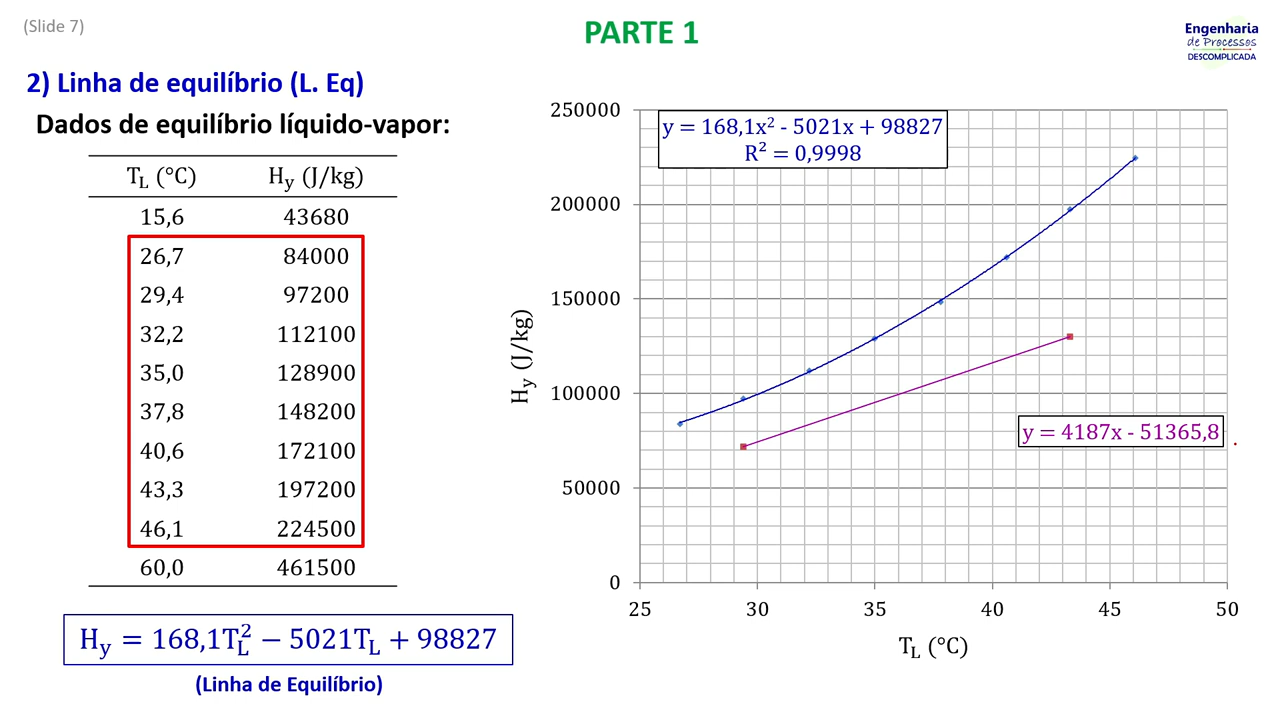 (Slide 7)
PARTE 1
Engenharia
de Processos
DESCOMPLICADA
2) Linha de equilíbrio (L. Eq)
Dados de equilíbrio líquido-vapor:
T_L (°C) H_y (J/kg)
15,6 43680
26,7 84000
29,4 97200
32,2 112100
35,0 128900
37,8 148200
40,6 172100
43,3 197200
46,1 224500
60,0 461500
H_y = 168,1T_L² − 5021T_L + 98827
(Linha de Equilíbrio)
250000
200000
150000
100000
50000
0
H_y (J/kg)
y = 168,1x² - 5021x + 98827
R² = 0,9998
y = 4187x - 51365,8
25 30 35 40 45 50
T_L (°C)